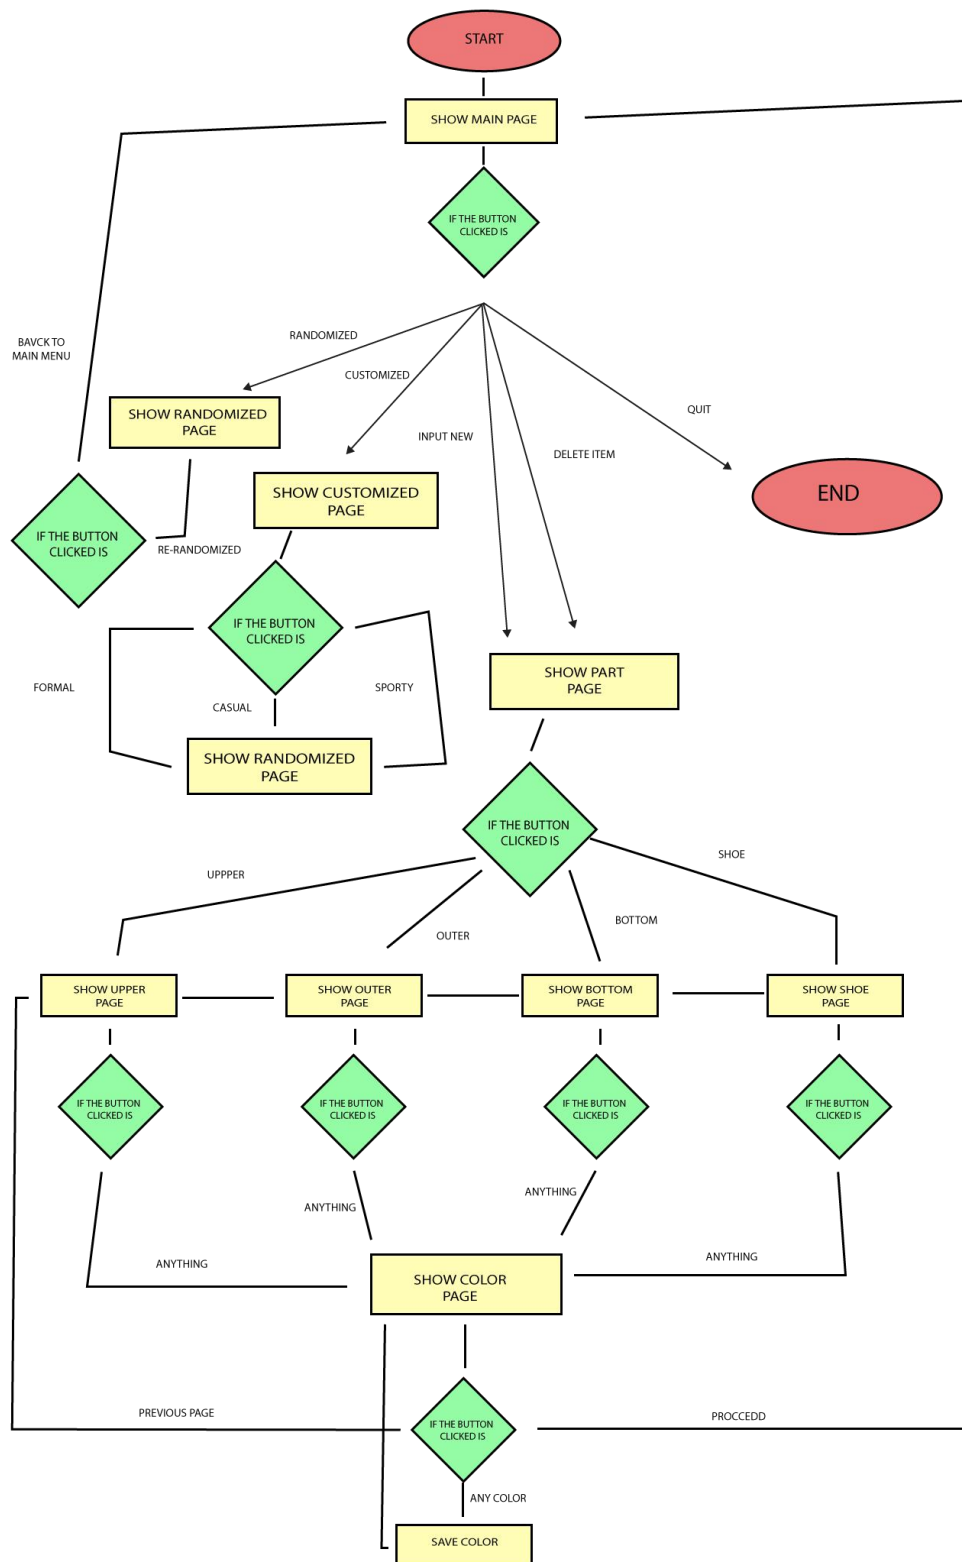 START
SHOW MAIN PAGE
IF THE BUTTON
CLICKED IS
RANDOMIZED
BAVCK TO
MAIN MENU
CUSTOMIZED
QUIT
INPUT NEW
DELETE ITEM
SHOW RANDOMIZED
PAGE
SHOW CUSTOMIZED
PAGE
END
IF THE BUTTON
CLICKED IS
RE-RANDOMIZED
IF THE BUTTON
CLICKED IS
FORMAL
CASUAL
SPORTY
SHOW PART
PAGE
SHOW RANDOMIZED
PAGE
IF THE BUTTON
CLICKED IS
UPPPER
OUTER
BOTTOM
SHOE
SHOW UPPER
PAGE
SHOW OUTER
PAGE
SHOW BOTTOM
PAGE
SHOW SHOE
PAGE
IF THE BUTTON
CLICKED IS
IF THE BUTTON
CLICKED IS
IF THE BUTTON
CLICKED IS
IF THE BUTTON
CLICKED IS
ANYTHING
ANYTHING
ANYTHING
ANYTHING
SHOW COLOR
PAGE
PREVIOUS PAGE
IF THE BUTTON
CLICKED IS
PROCCEDD
ANY COLOR
SAVE COLOR